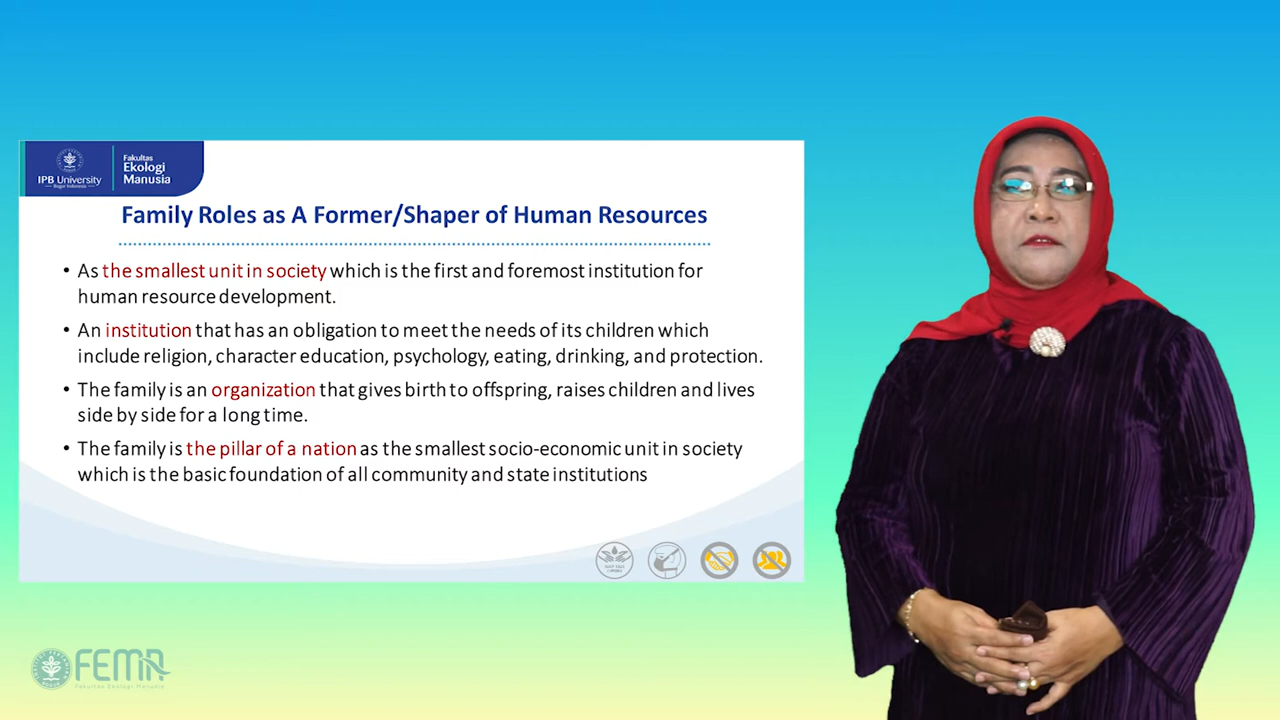 IPB University
Bogor Indonesia
Fakultas
Ekologi
Manusia
Family Roles as A Former/Shaper of Human Resources
• As the smallest unit in society which is the first and foremost institution for
human resource development.
• An institution that has an obligation to meet the needs of its children which
include religion, character education, psychology, eating, drinking, and protection.
• The family is an organization that gives birth to offspring, raises children and lives
side by side for a long time.
• The family is the pillar of a nation as the smallest socio-economic unit in society
which is the basic foundation of all community and state institutions
FEMA
Fakultas Ekologi Manusia